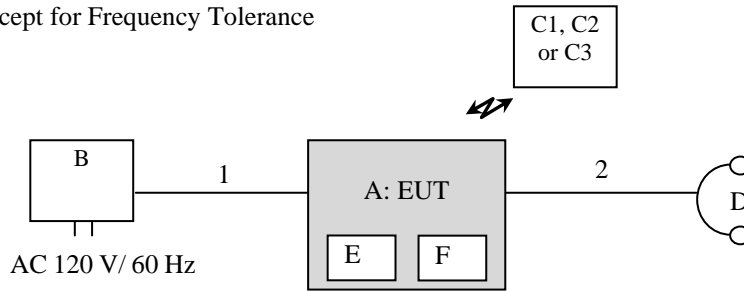 cept for Frequency Tolerance
C1, C2
or C3
B
1
A: EUT
2
D
E
F
AC 120 V/ 60 Hz